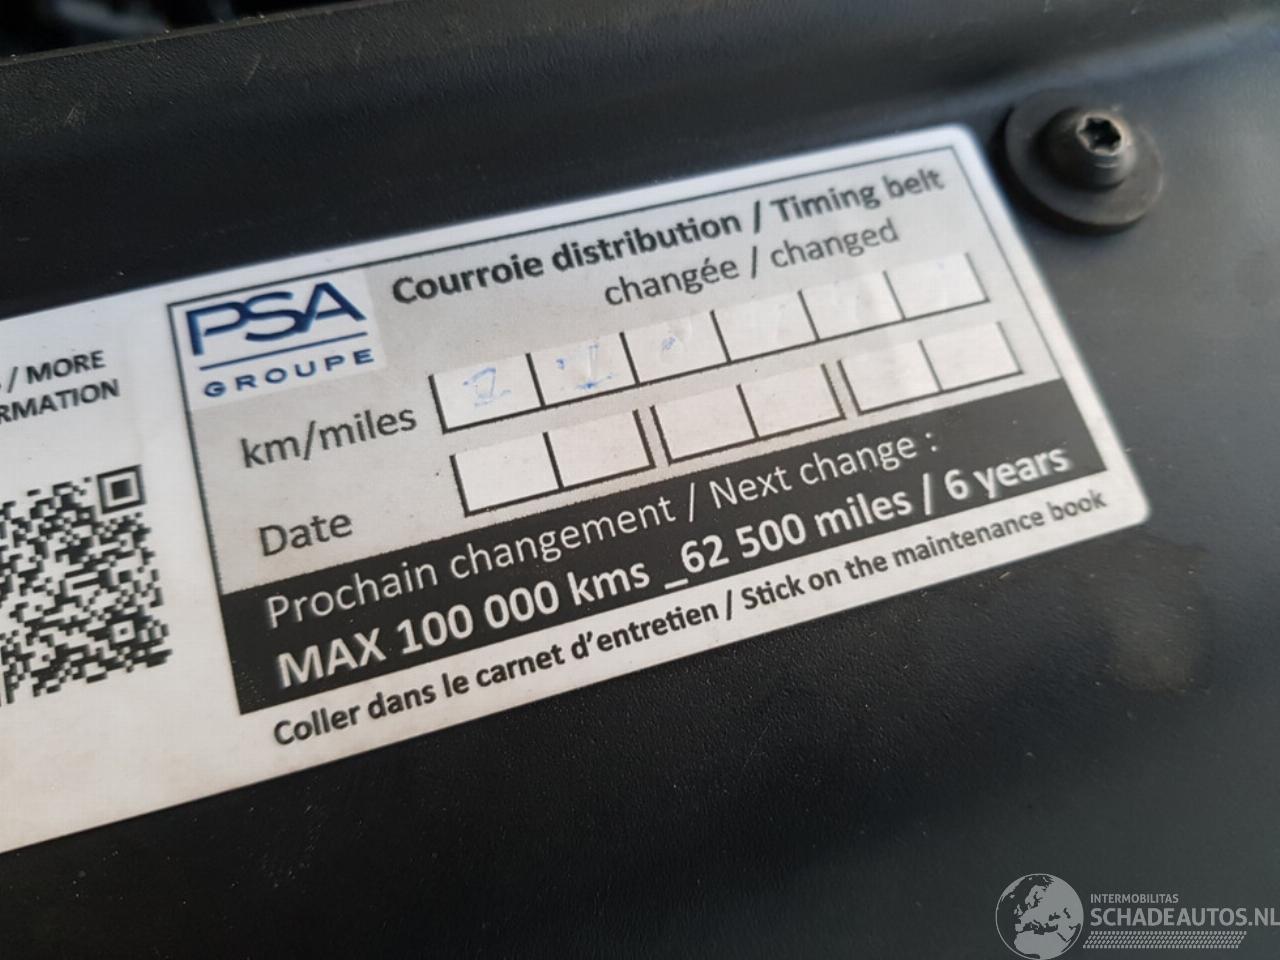 / MORE
RMATION
PSA
GROUPE
Courroie distribution / Timing belt
changée / changed
km/miles
Date
Prochain changement / Next change :
MAX 100 000 kms _62 500 miles / 6 years
Coller dans le carnet d'entretien / Stick on the maintenance book
INTERMOBILITAS
SCHADEAUTOS.NL